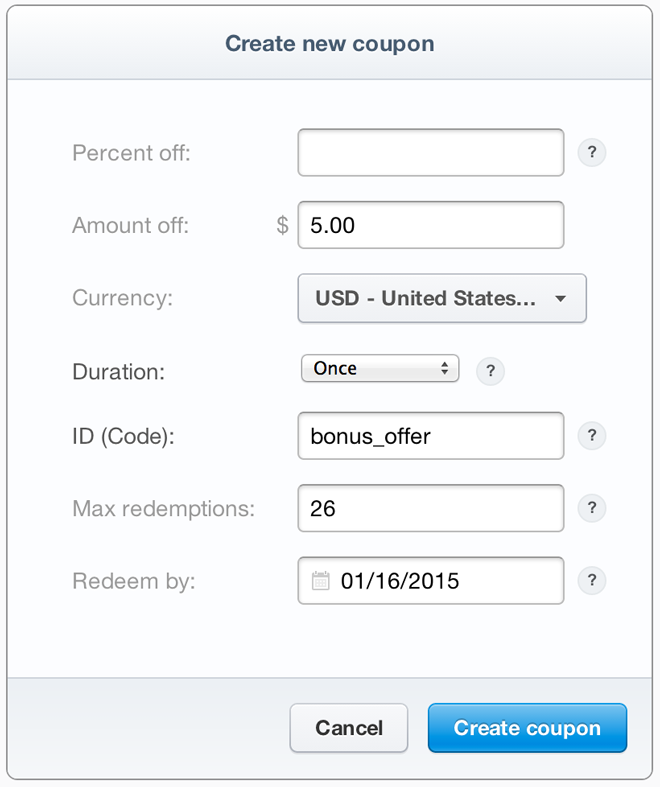 Create new coupon
Percent off: ?
Amount off: $ 5.00
Currency: USD - United States...
Duration: Once ?
ID (Code): bonus_offer ?
Max redemptions: 26 ?
Redeem by: 01/16/2015 ?
Cancel Create coupon